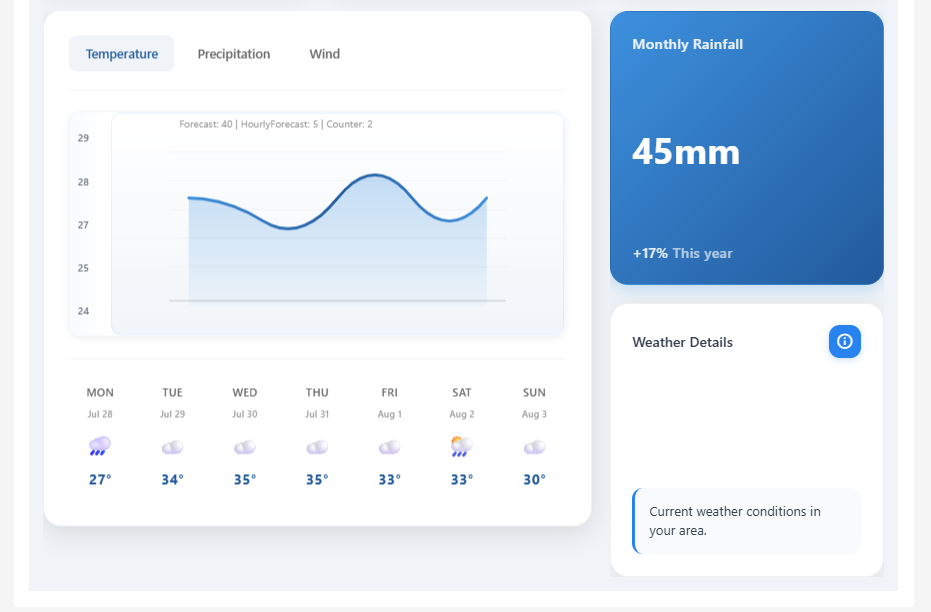 Temperature Precipitation Wind
Forecast: 40 | HourlyForecast: 5 | Counter: 2
29
28
27
25
24
MON TUE WED THU FRI SAT SUN
Jul 28 Jul 29 Jul 30 Jul 31 Aug 1 Aug 2 Aug 3
27° 34° 35° 35° 33° 33° 30°
Monthly Rainfall
45mm
+17% This year
Weather Details
Current weather conditions in
your area.